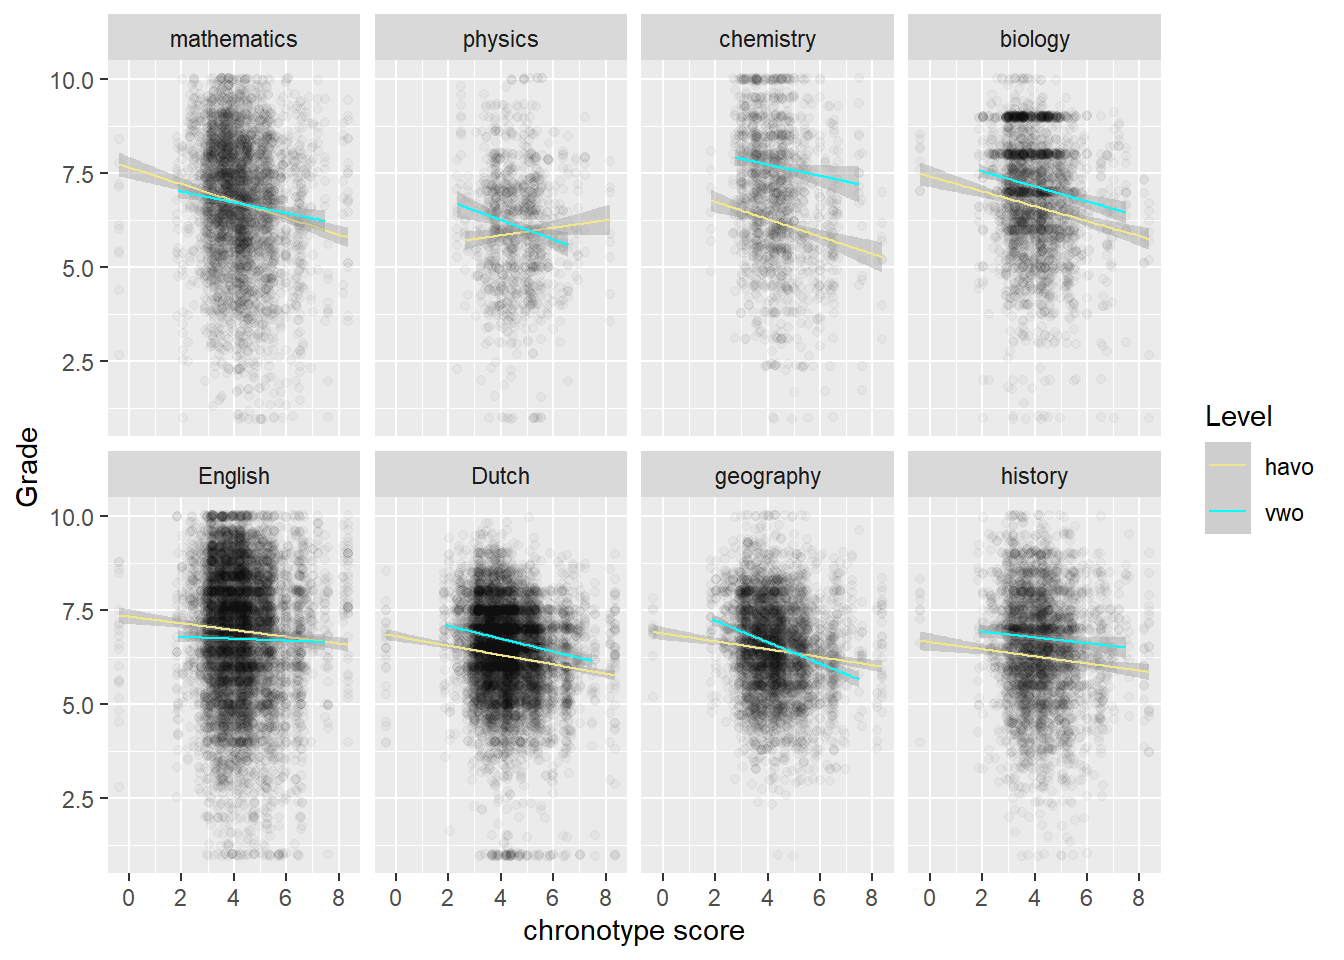 mathematics physics chemistry biology
10.0
7.5
5.0
2.5
English Dutch geography history
10.0
7.5
5.0
2.5
0 2 4 6 8 0 2 4 6 8 0 2 4 6 8 0 2 4 6 8
chronotype score
Grade
Level
havo
vwo